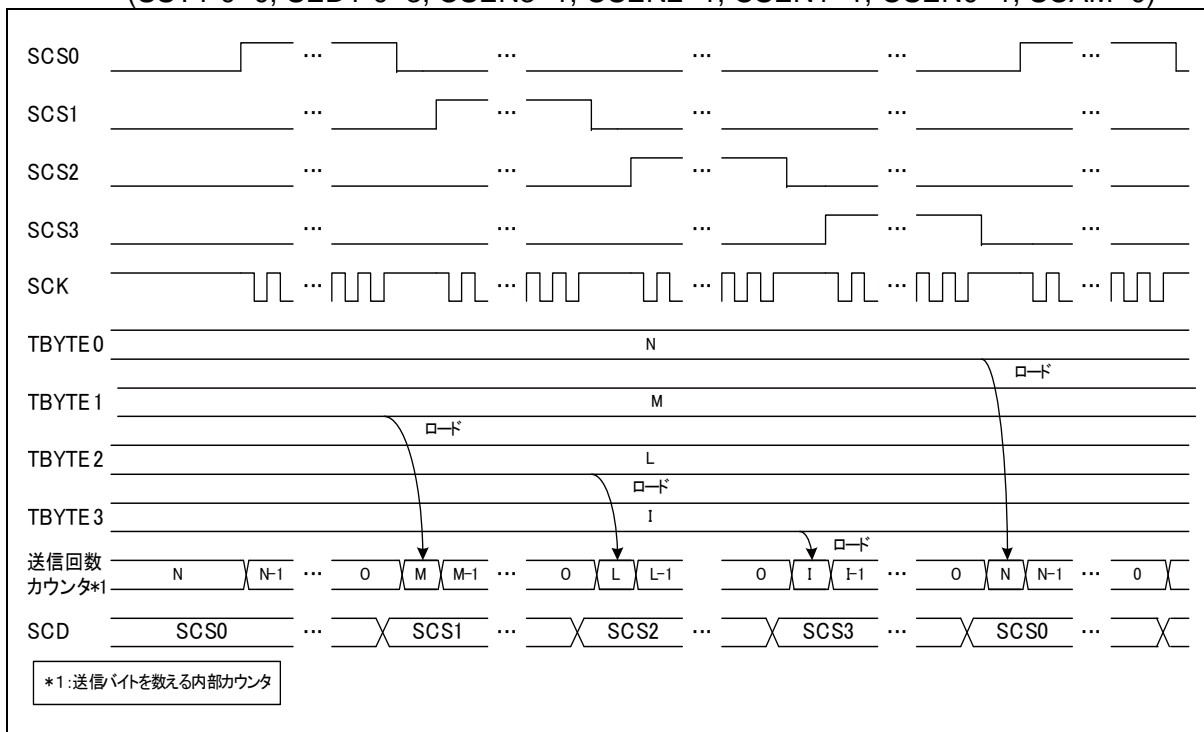 SCS0 … … … … …
SCS1 … … … … …
SCS2 … … … … …
SCS3 … … … … …
SCK … … … … …
TBYTE0 N
ロード
TBYTE1 M
ロード
TBYTE2 L
ロード
TBYTE3 I
ロード
送信回数
カウンタ*1 N N-1 … 0 M M-1 … 0 L L-1 0 I I-1 … 0 N N-1 … 0
SCD SCS0 … SCS1 … SCS2 … SCS3 … SCS0 …
*1:送信バイトを数える内部カウンタ